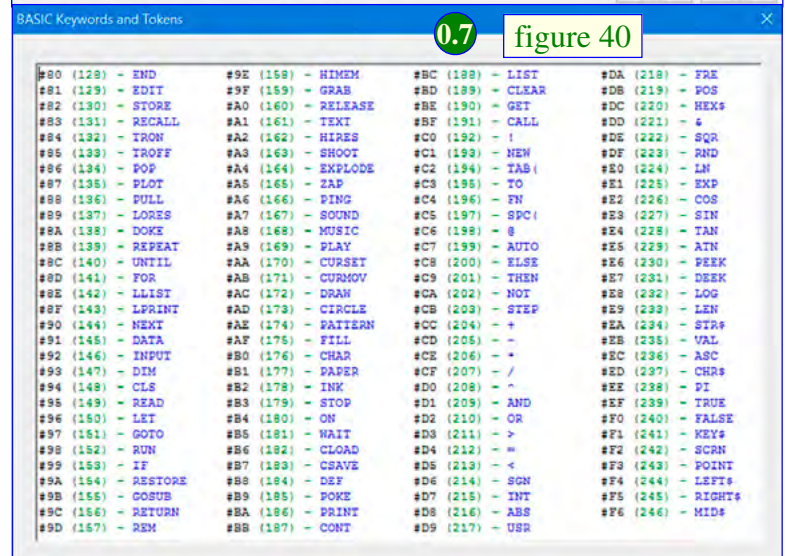 BASIC Keywords and Tokens
0.7
figure 40
#80 (128) - END
#81 (129) - EDIT
#82 (130) - STORE
#83 (131) - RECALL
#84 (132) - TRON
#85 (133) - TROFF
#86 (134) - POP
#87 (135) - PLOT
#88 (136) - PULL
#89 (137) - LORES
#8A (138) - DOKE
#8B (139) - REPEAT
#8C (140) - UNTIL
#8D (141) - FOR
#8E (142) - LLIST
#8F (143) - LPRINT
#90 (144) - NEXT
#91 (145) - DATA
#92 (146) - INPUT
#93 (147) - DIM
#94 (148) - CLS
#95 (149) - READ
#96 (150) - LET
#97 (151) - GOTO
#98 (152) - RUN
#99 (153) - IF
#9A (154) - RESTORE
#9B (155) - GOSUB
#9C (156) - RETURN
#9D (157) - REM
#9E (158) - HIMEM
#9F (159) - GRAB
#A0 (160) - RELEASE
#A1 (161) - TEXT
#A2 (162) - HIRES
#A3 (163) - SHOOT
#A4 (164) - EXPLODE
#A5 (165) - ZAP
#A6 (166) - PING
#A7 (167) - SOUND
#A8 (168) - MUSIC
#A9 (169) - PLAY
#AA (170) - CURSET
#AB (171) - CURMOV
#AC (172) - DRAW
#AD (173) - CIRCLE
#AE (174) - PATTERN
#AF (175) - FILL
#B0 (176) - CHAR
#B1 (177) - PAPER
#B2 (178) - INK
#B3 (179) - STOP
#B4 (180) - ON
#B5 (181) - WAIT
#B6 (182) - CLOAD
#B7 (183) - CSAVE
#B8 (184) - DEF
#B9 (185) - POKE
#BA (186) - PRINT
#BB (187) - CONT
#BC (188) - LIST
#BD (189) - CLEAR
#BE (190) - GET
#BF (191) - CALL
#C0 (192) - !
#C1 (193) - NEW
#C2 (194) - TAB(
#C3 (195) - TO
#C4 (196) - FN
#C5 (197) - SPC(
#C6 (198) - @
#C7 (199) - AUTO
#C8 (200) - ELSE
#C9 (201) - THEN
#CA (202) - NOT
#CB (203) - STEP
#CC (204) - +
#CD (205) - -
#CE (206) - *
#CF (207) - /
#D0 (208) - ^
#D1 (209) - AND
#D2 (210) - OR
#D3 (211) - >
#D4 (212) - =
#D5 (213) - <
#D6 (214) - SGN
#D7 (215) - INT
#D8 (216) - ABS
#D9 (217) - USR
#DA (218) - FRE
#DB (219) - POS
#DC (220) - HEX$
#DD (221) - &
#DE (222) - SQR
#DF (223) - RND
#E0 (224) - LN
#E1 (225) - EXP
#E2 (226) - COS
#E3 (227) - SIN
#E4 (228) - TAN
#E5 (229) - ATN
#E6 (230) - PEEK
#E7 (231) - DEEK
#E8 (232) - LOG
#E9 (233) - LEN
#EA (234) - STR$
#EB (235) - VAL
#EC (236) - ASC
#ED (237) - CHR$
#EE (238) - PI
#EF (239) - TRUE
#F0 (240) - FALSE
#F1 (241) - KEY$
#F2 (242) - SCRN
#F3 (243) - POINT
#F4 (244) - LEFT$
#F5 (245) - RIGHT$
#F6 (246) - MID$